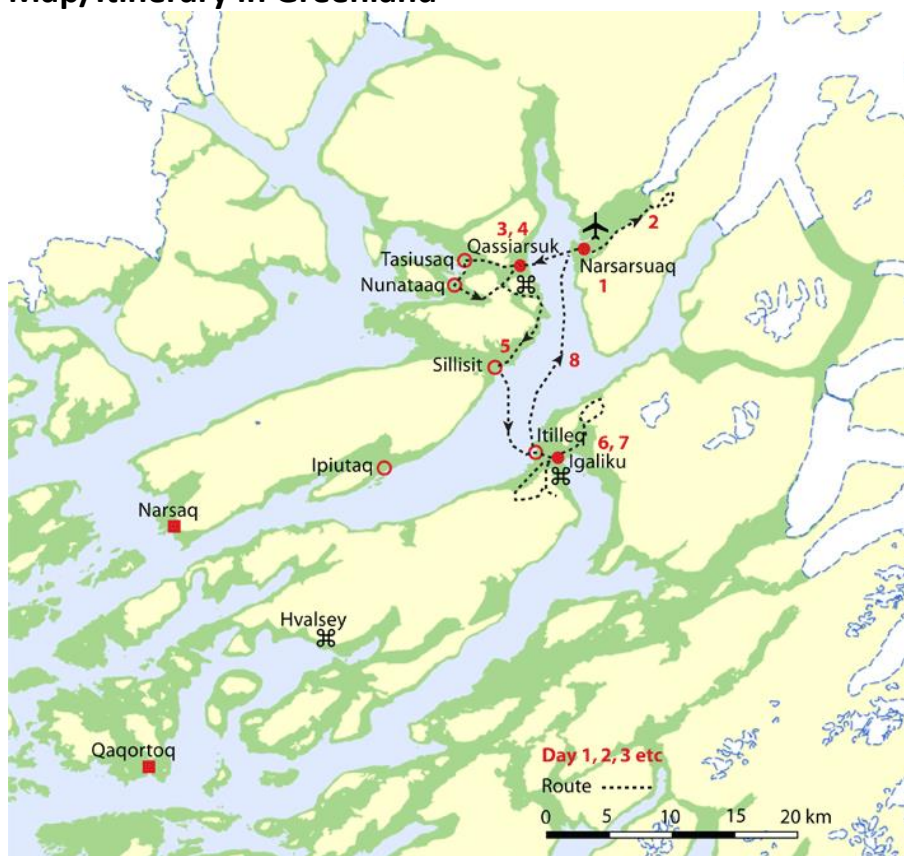 Map/Itinerary in Greenland
3, 4
2
Qassiarsuk
Tasiusaq
Narsarsuaq
Nunataaq
1
5
8
Sillisit
Itilleq
6, 7
Igaliku
Ipiutaq
Narsaq
Hvalsey
Qaqortoq
Day 1, 2, 3 etc
Route
0 5 10 15 20 km